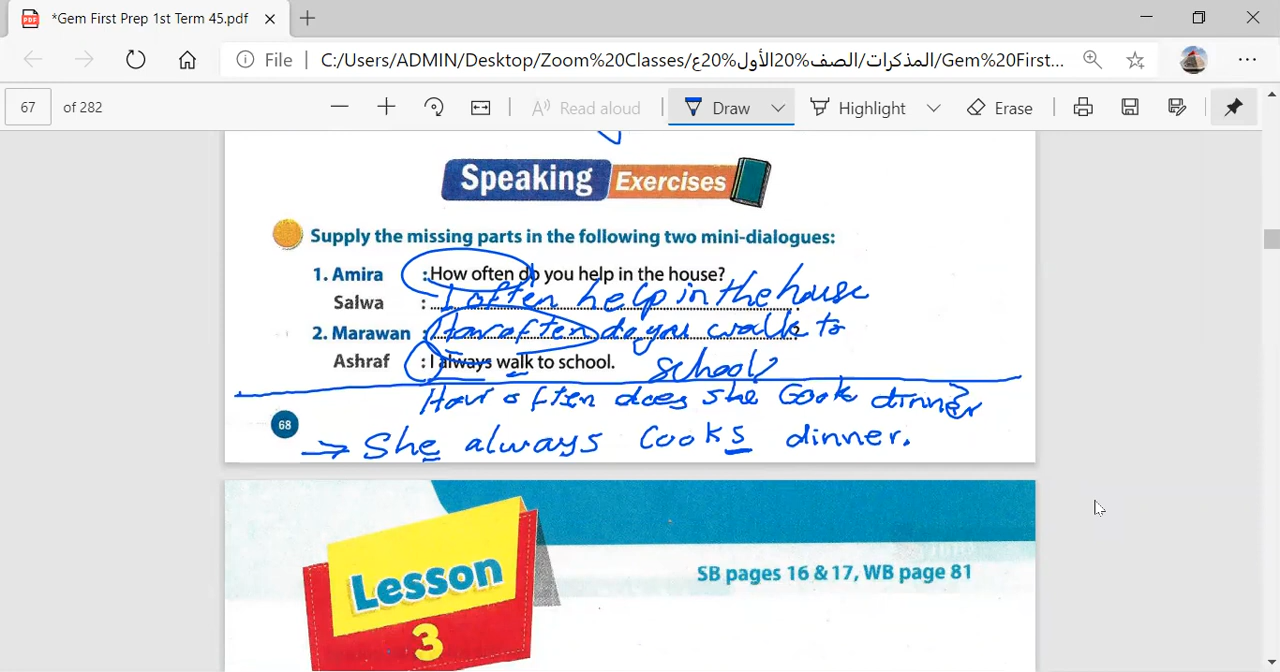 *Gem First Prep 1st Term 45.pdf
File C:/Users/ADMIN/Desktop/Zoom%20Classes/المذكرات/الصف%20الأول%20ع/Gem%20First...
67 of 282 Read aloud Draw Highlight Erase
Speaking Exercises
Supply the missing parts in the following two mini-dialogues:
1. Amira : How often do you help in the house?
Salwa : I often help in the house
2. Marawan : How often do you walk to
school
Ashraf : I always walk to school.
How often does she cook dinner?
68
→ She always cooks dinner.
Lesson
3
SB pages 16 & 17, WB page 81